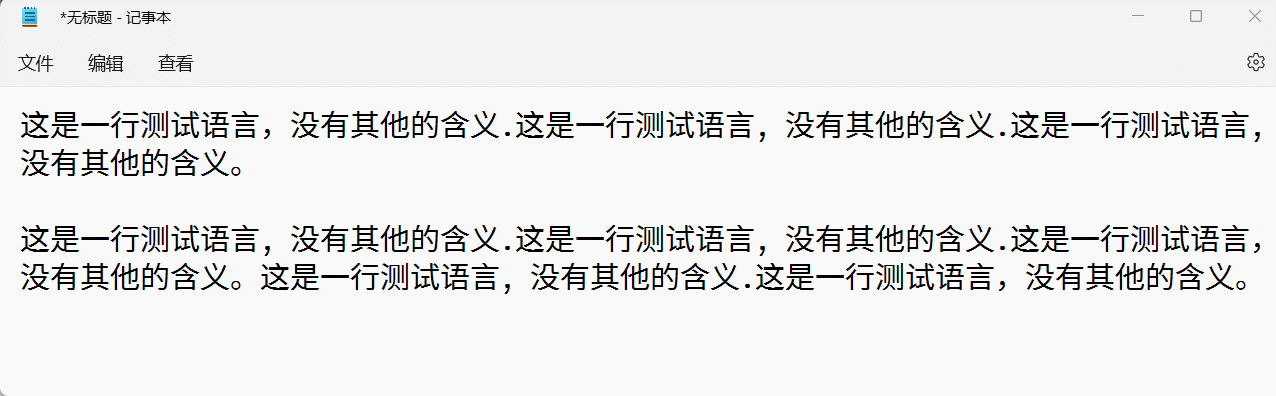 *无标题 - 记事本
文件 编辑 查看
这是一行测试语言，没有其他的含义.这是一行测试语言，没有其他的含义.这是一行测试语言，
没有其他的含义。
这是一行测试语言，没有其他的含义.这是一行测试语言，没有其他的含义.这是一行测试语言，
没有其他的含义。这是一行测试语言，没有其他的含义.这是一行测试语言，没有其他的含义。